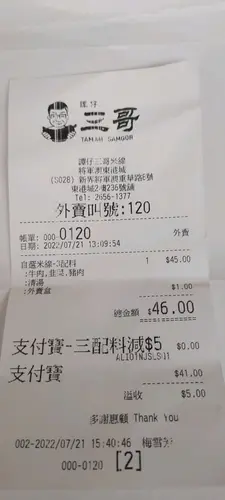 譚仔
三哥
TAMJAI SAMGOR
譚仔三哥米線
將軍澳東港城
(S028) 新界將軍澳重華路8號
東港城2樓236號舖
Tel: 2656-1377
外賣叫號:120
帳單: 000-0120 外賣
日期: 2022/07/21 13:09:54
自選米線-3配料 1 $45.00
:牛肉,韭菜,豬肉
:清湯
:外賣盒 $1.00
總金額 $46.00
支付寶-三配料減$5 $0.00
支付寶 $41.00
溢收 $5.00
多謝惠顧 Thank You
002-2022/07/21 15:40:46 梅雪
000-0120 [2]